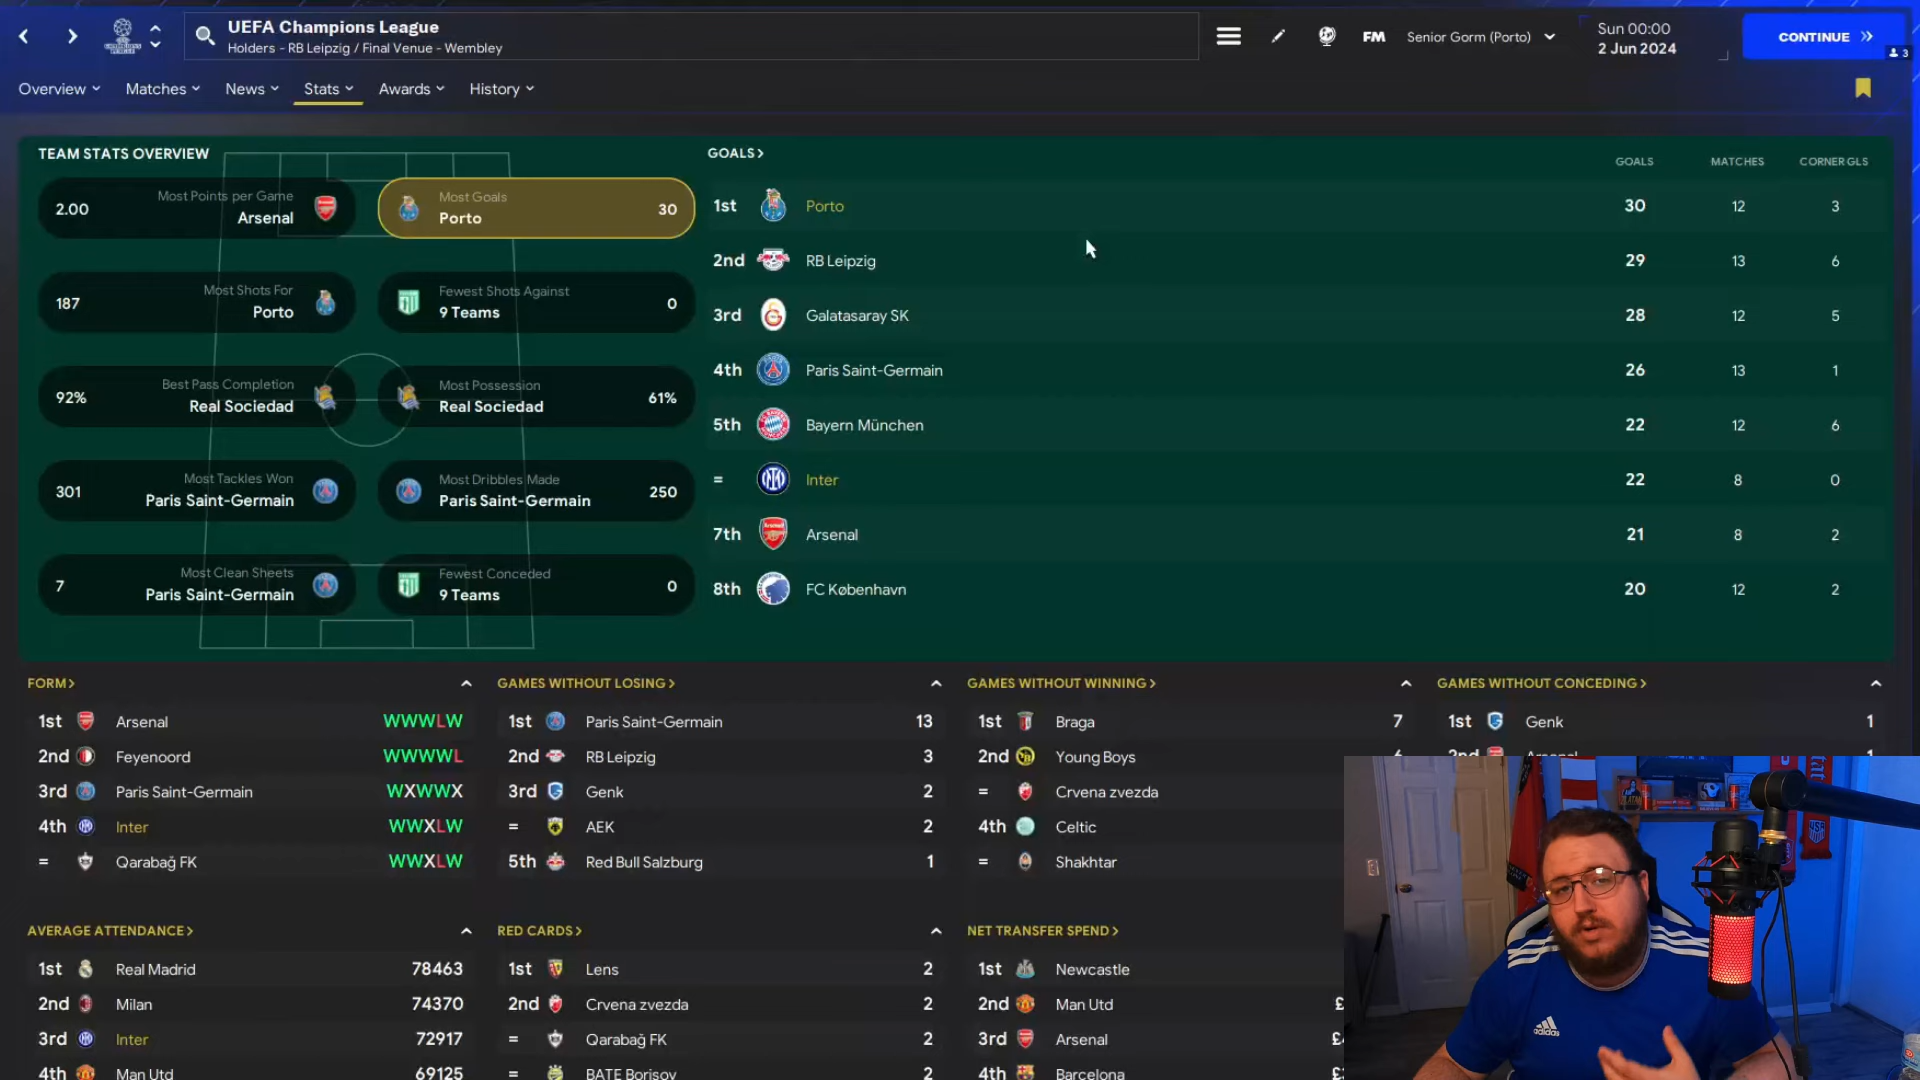 UEFA Champions League
Holders - RB Leipzig / Final Venue - Wembley
FM
Senior Gorm (Porto)
Sun 00:00
2 Jun 2024
CONTINUE
3
Overview
Matches
News
Stats
Awards
History
TEAM STATS OVERVIEW
2.00 Most Points per Game Arsenal
Most Goals Porto 30
187 Most Shots For Porto
Fewest Shots Against 9 Teams 0
92% Best Pass Completion Real Sociedad
Most Possession Real Sociedad 61%
301 Most Tackles Won Paris Saint-Germain
Most Dribbles Made Paris Saint-Germain 250
7 Most Clean Sheets Paris Saint-Germain
Fewest Conceded 9 Teams 0
GOALS> GOALS MATCHES CORNER GLS
1st Porto 30 12 3
2nd RB Leipzig 29 13 6
3rd Galatasaray SK 28 12 5
4th Paris Saint-Germain 26 13 1
5th Bayern München 22 12 6
= Inter 22 8 0
7th Arsenal 21 8 2
8th FC København 20 12 2
FORM>
1st Arsenal WWWLW
2nd Feyenoord WWWWL
3rd Paris Saint-Germain WXWWX
4th Inter WWXLW
= Qarabağ FK WWXLW
GAMES WITHOUT LOSING>
1st Paris Saint-Germain 13
2nd RB Leipzig 3
3rd Genk 2
= AEK 2
5th Red Bull Salzburg 1
GAMES WITHOUT WINNING>
1st Braga 7
2nd Young Boys
= Crvena zvezda
4th Celtic
= Shakhtar
GAMES WITHOUT CONCEDING>
1st Genk 1
2nd Arsenal 1
AVERAGE ATTENDANCE>
1st Real Madrid 78463
2nd Milan 74370
3rd Inter 72917
4th Man Utd 69125
RED CARDS>
1st Lens 2
2nd Crvena zvezda 2
= Qarabağ FK 2
= BATE Borisov 2
NET TRANSFER SPEND>
1st Newcastle
2nd Man Utd £
3rd Arsenal £
4th Barcelona £
adidas